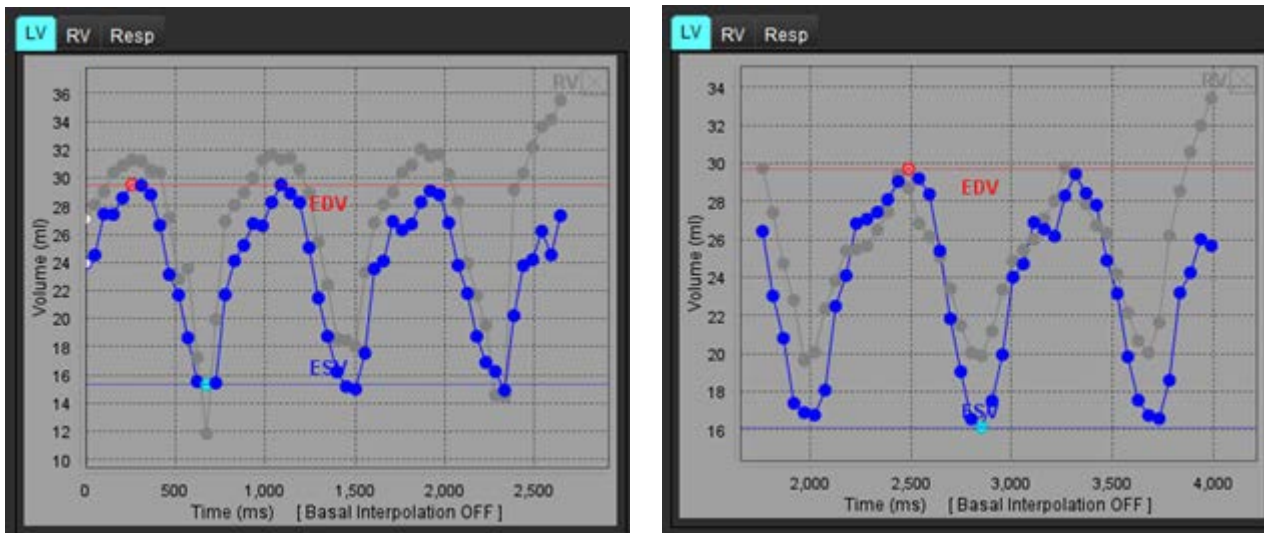 LV RV Resp
RV
36
34
32
30
28
26
24
22
20
18
16
14
12
10
Volume (ml)
EDV
ESV
0 500 1,000 1,500 2,000 2,500
Time (ms) [ Basal Interpolation OFF ]
LV RV Resp
RV
34
32
30
28
26
24
22
20
18
16
Volume (ml)
EDV
ESV
2,000 2,500 3,000 3,500 4,000
Time (ms) [ Basal Interpolation OFF ]